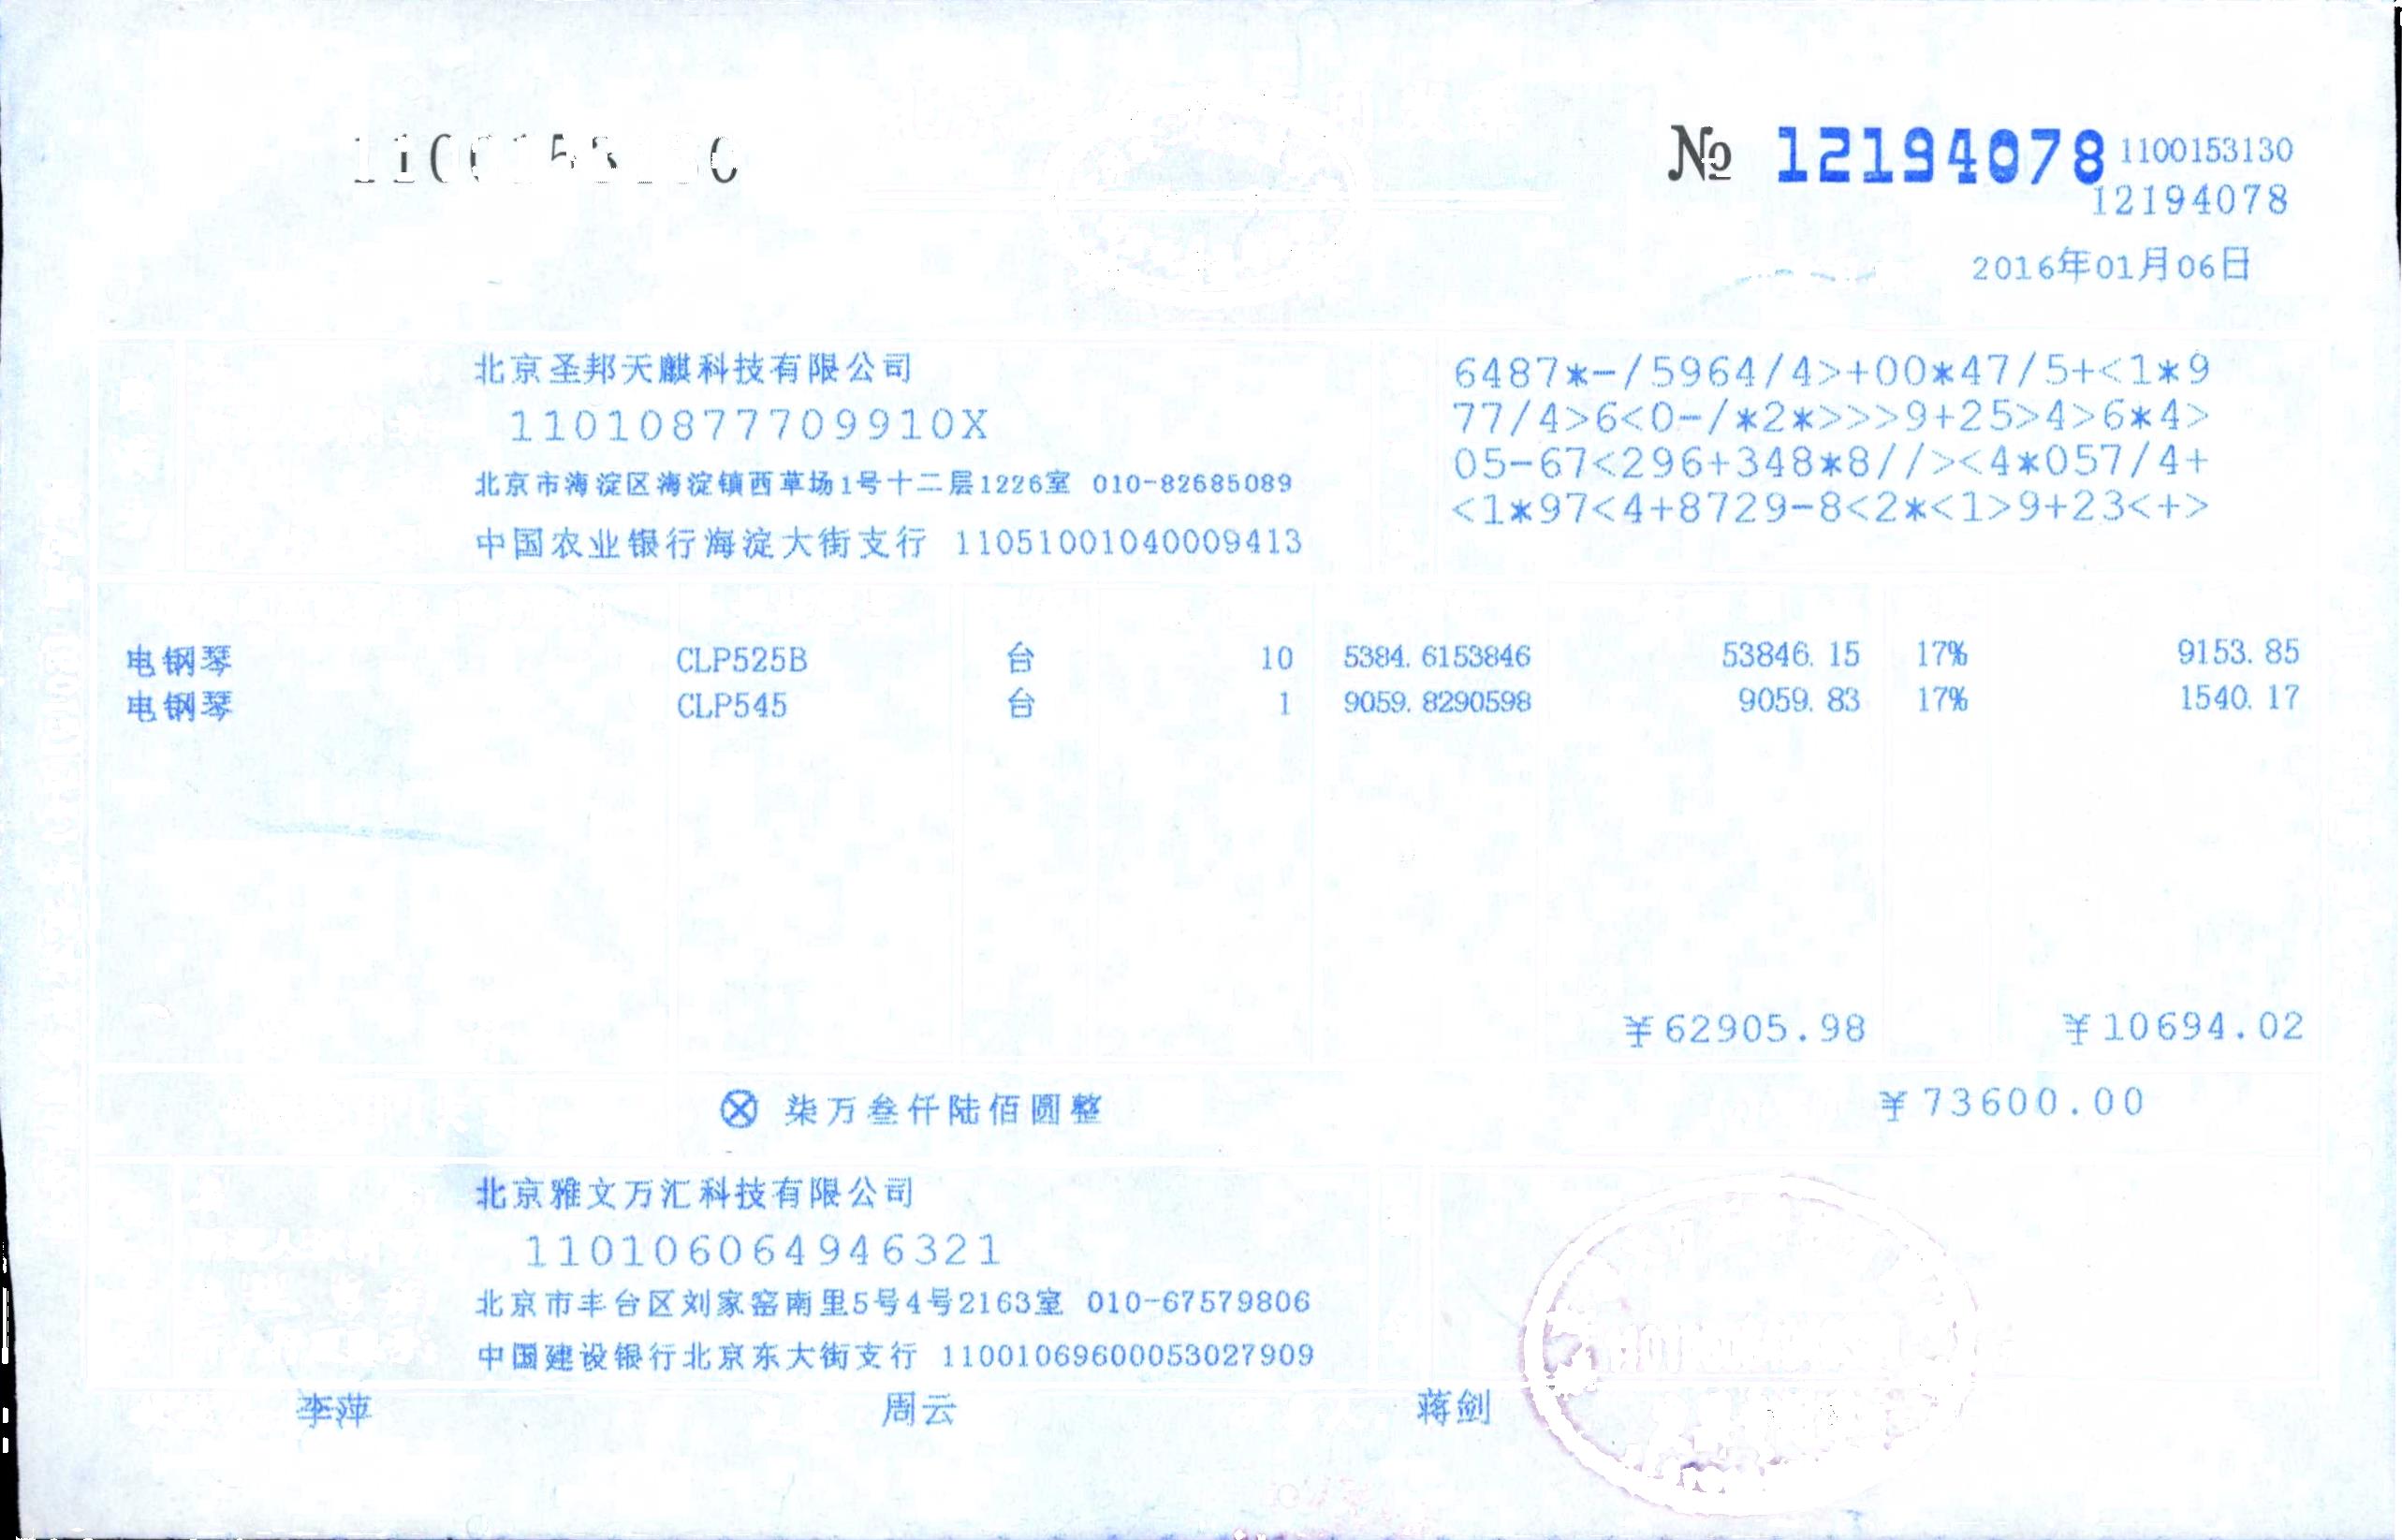 № 12194078 1100153130
12194078
2016年01月06日
北京圣邦天麒科技有限公司
11010877709910X
北京市海淀区海淀镇西草场1号十二层1226室 010-82685089
中国农业银行海淀大街支行 11051001040009413
6487*-/5964/4>+00*47/5+<1*9
77/4>6<0-/*2*>>>9+25>4>6*4>
05-67<296+348*8//><4*057/4+
<1*97<4+8729-8<2*<1>9+23<+>
电钢琴 CLP525B 台 10 5384.6153846 53846.15 17% 9153.85
电钢琴 CLP545 台 1 9059.8290598 9059.83 17% 1540.17
¥62905.98 ¥10694.02
ⓧ 柒万叁仟陆佰圆整 ¥73600.00
北京雅文万汇科技有限公司
110106064946321
北京市丰台区刘家窑南里5号4号2163室 010-67579806
中国建设银行北京东大街支行 11001069600053027909
李萍 周云 蒋剑